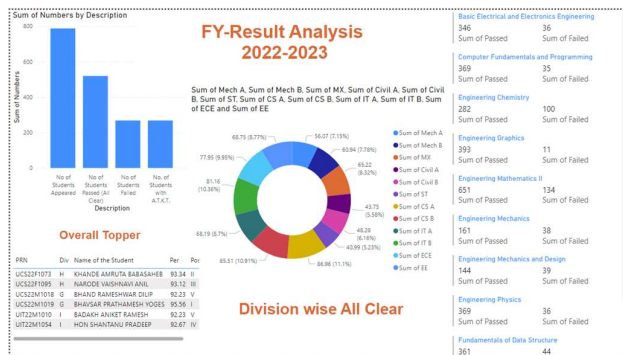 Sum of Numbers by Description
800
600
400
200
0
Sum of Numbers
No of Students Appeared
No of Students Passed (All Clear)
No of Students Failed
No. of Students with A.T.K.T.
Description
FY-Result Analysis
2022-2023
Sum of Mech A, Sum of Mech B, Sum of MX, Sum of Civil A, Sum of Civil
B, Sum of ST, Sum of CS A, Sum of CS B, Sum of IT A, Sum of IT B, Sum
of ECE and Sum of EE
56.07 (7.15%)
60.94 (7.78%)
65.22 (8.32%)
43.75 (5.58%)
48.28 (6.16%)
40.99 (5.23%)
86.96 (11.1%)
85.51 (10.91%)
68.19 (8.7%)
81.16 (10.36%)
77.95 (9.95%)
68.75 (8.77%)
Sum of Mech A
Sum of Mech B
Sum of MX
Sum of Civil A
Sum of Civil B
Sum of ST
Sum of CS A
Sum of CS B
Sum of IT A
Sum of IT B
Sum of ECE
Sum of EE
Overall Topper
PRN Div Name of the Student Per Pos
UCS22F1073 H KHANDE AMRUTA BABASAHEB 93.34 II
UCS22F1095 H NARODE VAISHNAVI ANIL 93.12 III
UCS22M1018 G BHAND RAMESHWAR DILIP 92.23 V
UCS22M1019 G BHAVSAR PRATHAMESH YOGES 95.56 I
UIT22M1010 I BADAKH ANIKET RAMESH 92.23 V
UIT22M1054 I HON SHANTANU PRADEEP 92.67 IV
Division wise All Clear
Basic Electrical and Electronics Engineering
346 36
Sum of Passed Sum of Failed
Computer Fundamentals and Programming
369 35
Sum of Passed Sum of Failed
Engineering Chemistry
282 100
Sum of Passed Sum of Failed
Engineering Graphics
393 11
Sum of Passed Sum of Failed
Engineering Mathematics II
651 134
Sum of Passed Sum of Failed
Engineering Mechanics
161 38
Sum of Passed Sum of Failed
Engineering Mechanics and Design
144 39
Sum of Passed Sum of Failed
Engineering Physics
369 36
Sum of Passed Sum of Failed
Fundamentals of Data Structure
361 44